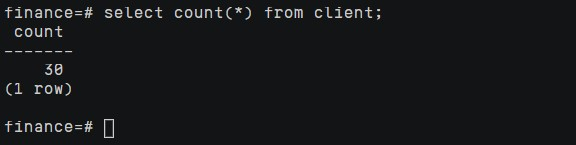 finance=# select count(*) from client;
 count
-------
    30
(1 row)

finance=#